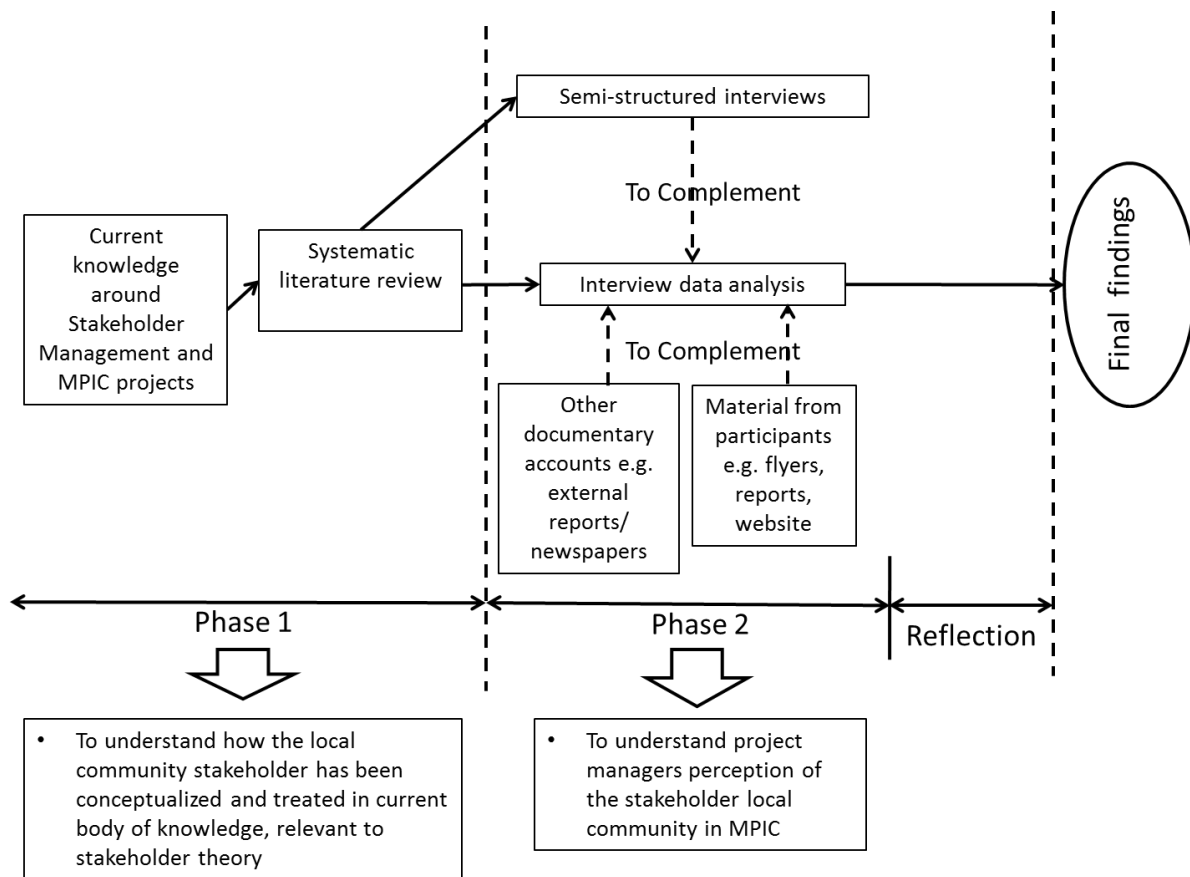 Semi-structured interviews
To Complement
Current
knowledge
around
Stakeholder
Management and
MPIC projects
Systematic
literature review
Interview data analysis
To Complement
Other
documentary
accounts e.g.
external
reports/
newspapers
Material from
participants
e.g. flyers,
reports,
website
Final findings
Phase 1
Phase 2
Reflection
• To understand how the local
community stakeholder has been
conceptualized and treated in current
body of knowledge, relevant to
stakeholder theory
• To understand project
managers perception of
the stakeholder local
community in MPIC